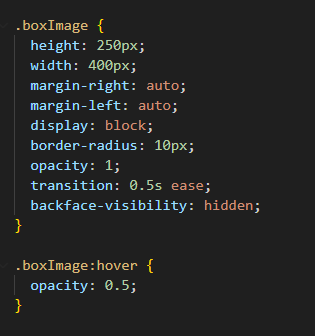 .boxImage {
  height: 250px;
  width: 400px;
  margin-right: auto;
  margin-left: auto;
  display: block;
  border-radius: 10px;
  opacity: 1;
  transition: 0.5s ease;
  backface-visibility: hidden;
}

.boxImage:hover {
  opacity: 0.5;
}